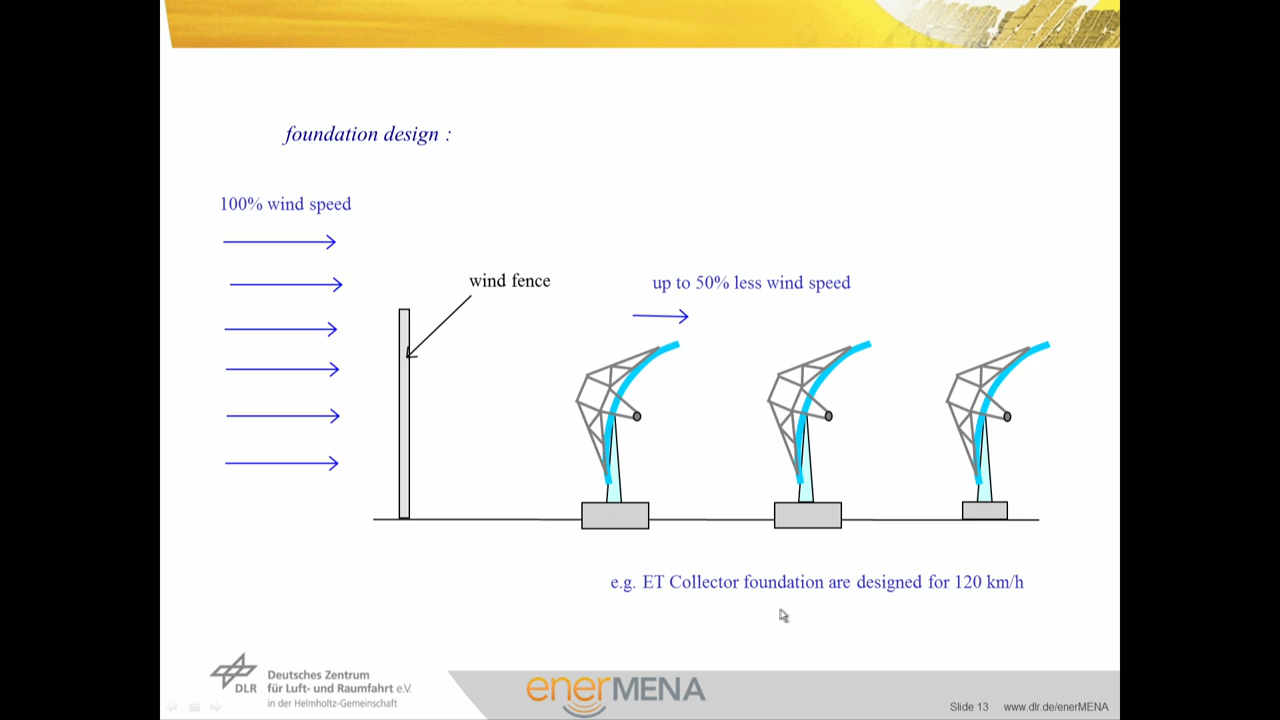 foundation design :
100% wind speed
wind fence
up to 50% less wind speed
e.g. ET Collector foundation are designed for 120 km/h
DLR
Deutsches Zentrum
für Luft- und Raumfahrt e.V.
in der Helmholtz-Gemeinschaft
enerMENA
Slide 13 www.dlr.de/enerMENA